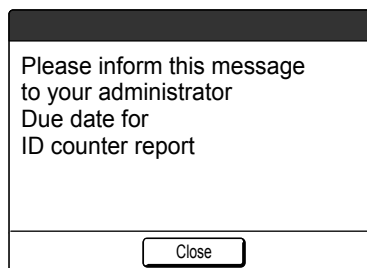 Please inform this message
to your administrator
Due date for
ID counter report
Close